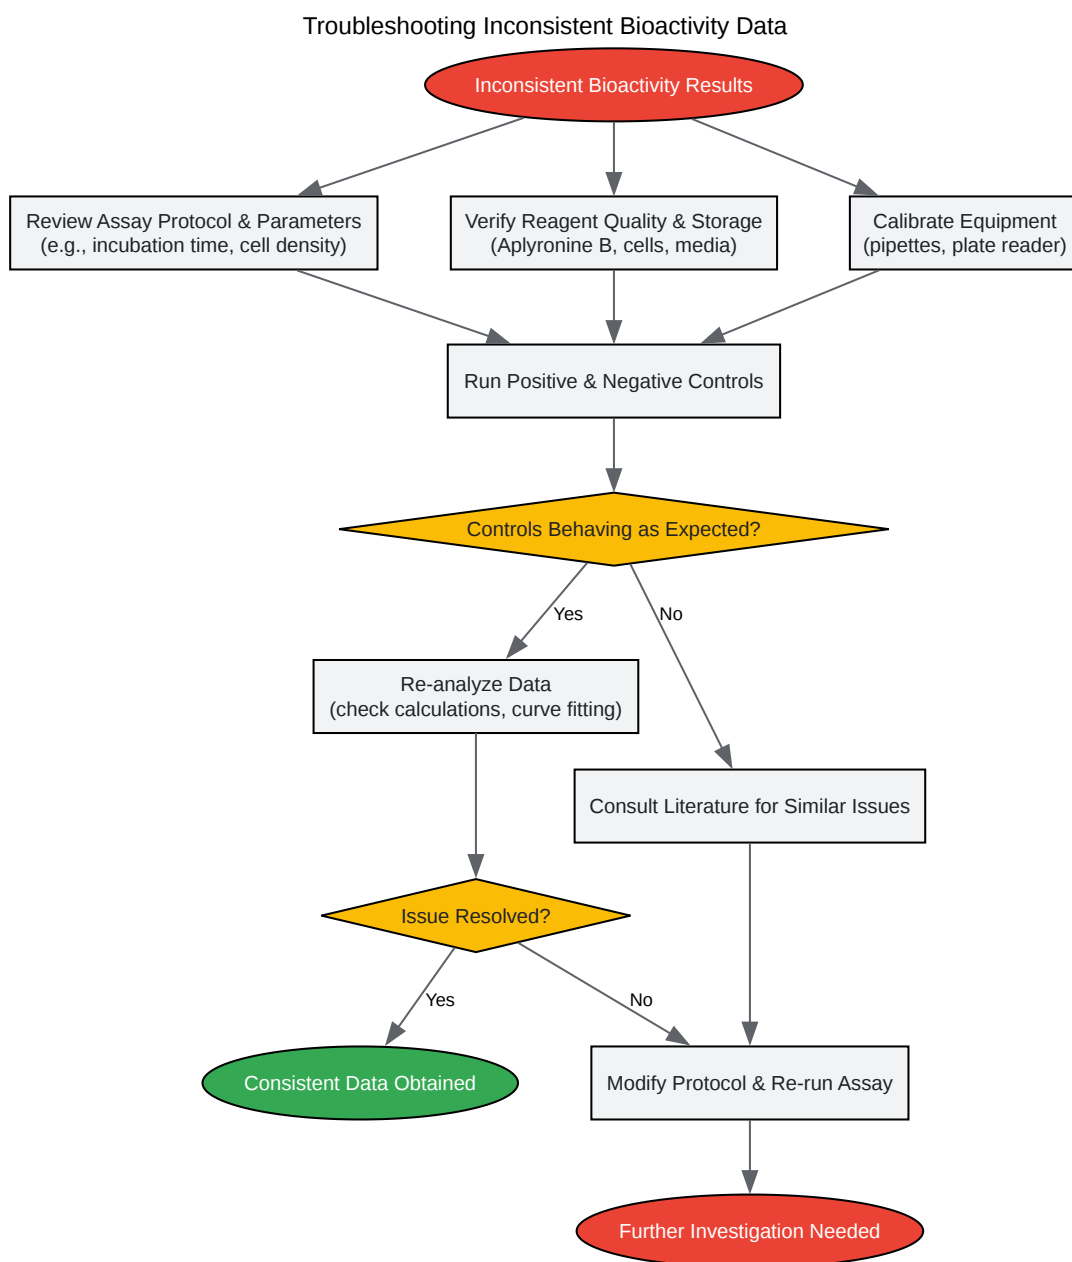 Troubleshooting Inconsistent Bioactivity Data
Inconsistent Bioactivity Results
Review Assay Protocol & Parameters
(e.g., incubation time, cell density)
Verify Reagent Quality & Storage
(Aplyronine B, cells, media)
Calibrate Equipment
(pipettes, plate reader)
Run Positive & Negative Controls
Controls Behaving as Expected?
Yes
No
Re-analyze Data
(check calculations, curve fitting)
Consult Literature for Similar Issues
Issue Resolved?
Yes
No
Consistent Data Obtained
Modify Protocol & Re-run Assay
Further Investigation Needed